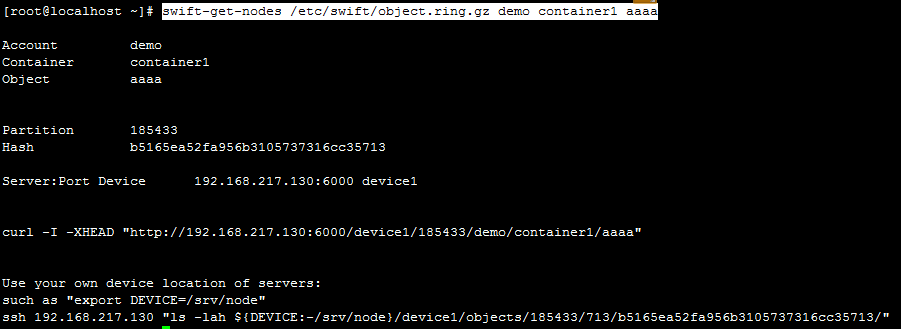 [root@localhost ~]# swift-get-nodes /etc/swift/object.ring.gz demo container1 aaaa
Account demo
Container container1
Object aaaa
Partition 185433
Hash b5165ea52fa956b3105737316cc35713
Server:Port Device 192.168.217.130:6000 device1
curl -I -XHEAD "http://192.168.217.130:6000/device1/185433/demo/container1/aaaa"
Use your own device location of servers:
such as "export DEVICE=/srv/node"
ssh 192.168.217.130 "ls -lah ${DEVICE:-/srv/node}/device1/objects/185433/713/b5165ea52fa956b3105737316cc35713/"